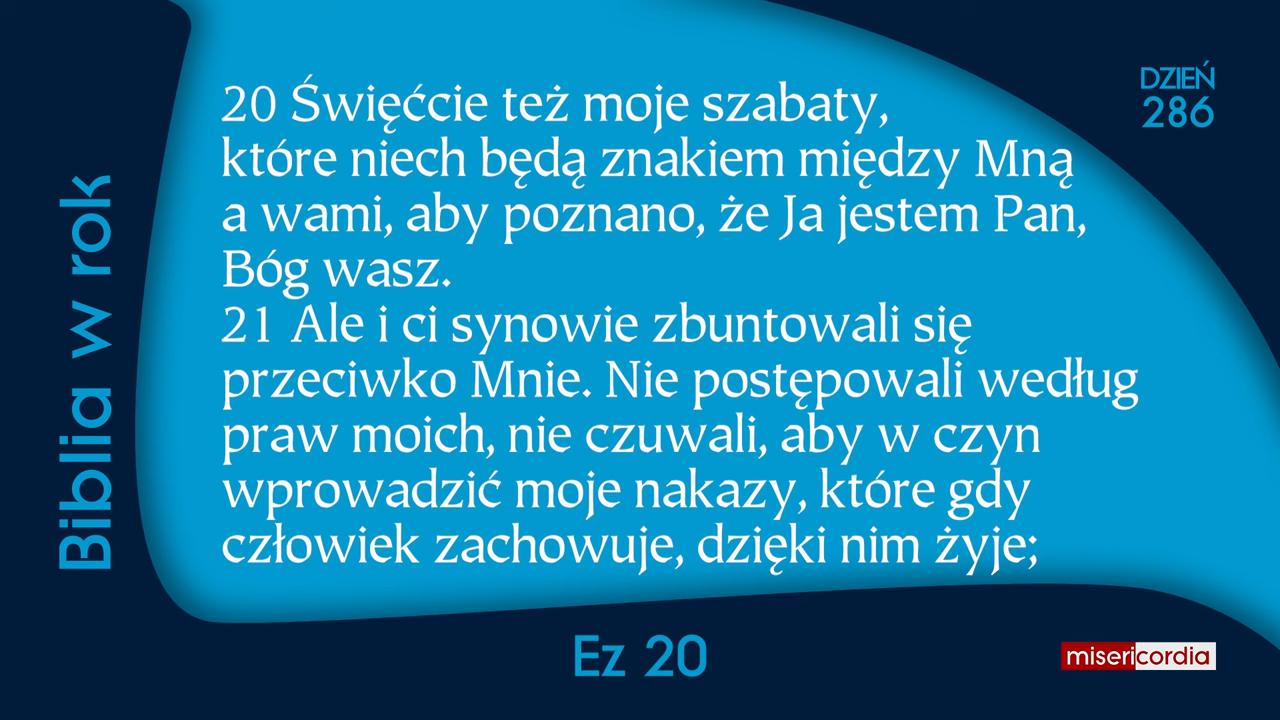 DZIEŃ
286
20 Święćcie też moje szabaty,
które niech będą znakiem między Mną
a wami, aby poznano, że Ja jestem Pan,
Bóg wasz.
21 Ale i ci synowie zbuntowali się
przeciwko Mnie. Nie postępowali według
praw moich, nie czuwali, aby w czyn
wprowadzić moje nakazy, które gdy
człowiek zachowuje, dzięki nim żyje;
Biblia w rok
Ez 20
misericordia